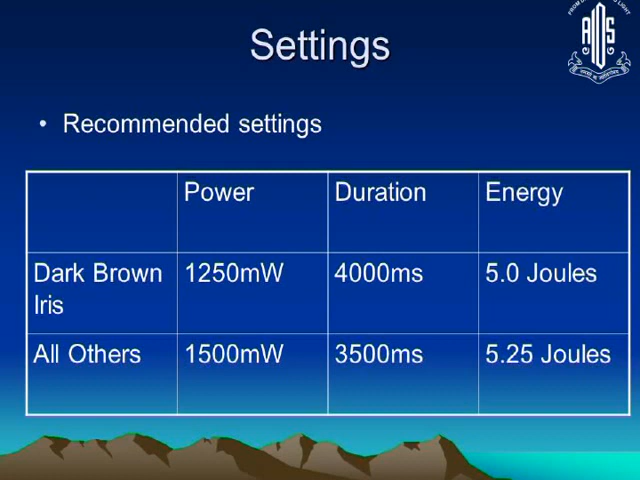 Settings
• Recommended settings
Power Duration Energy
Dark Brown Iris 1250mW 4000ms 5.0 Joules
All Others 1500mW 3500ms 5.25 Joules